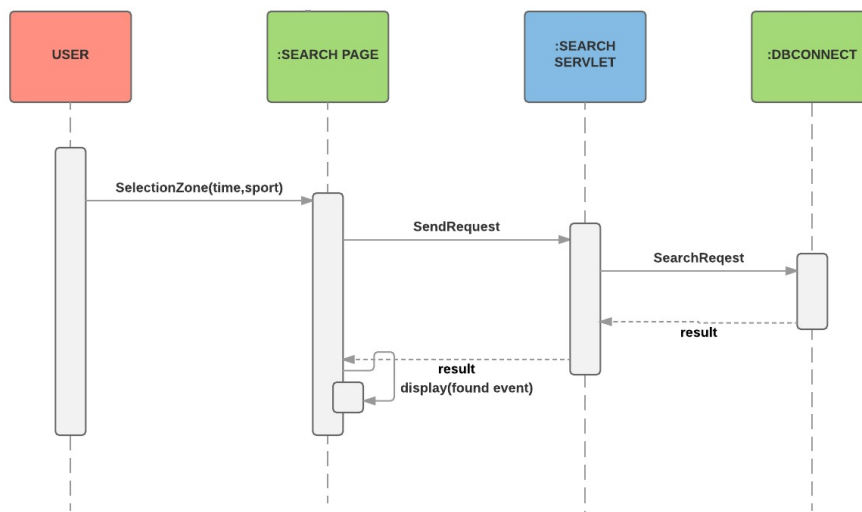 USER
:SEARCH PAGE
:SEARCH
SERVLET
:DBCONNECT
SelectionZone(time,sport)
SendRequest
SearchReqest
result
result
display(found event)